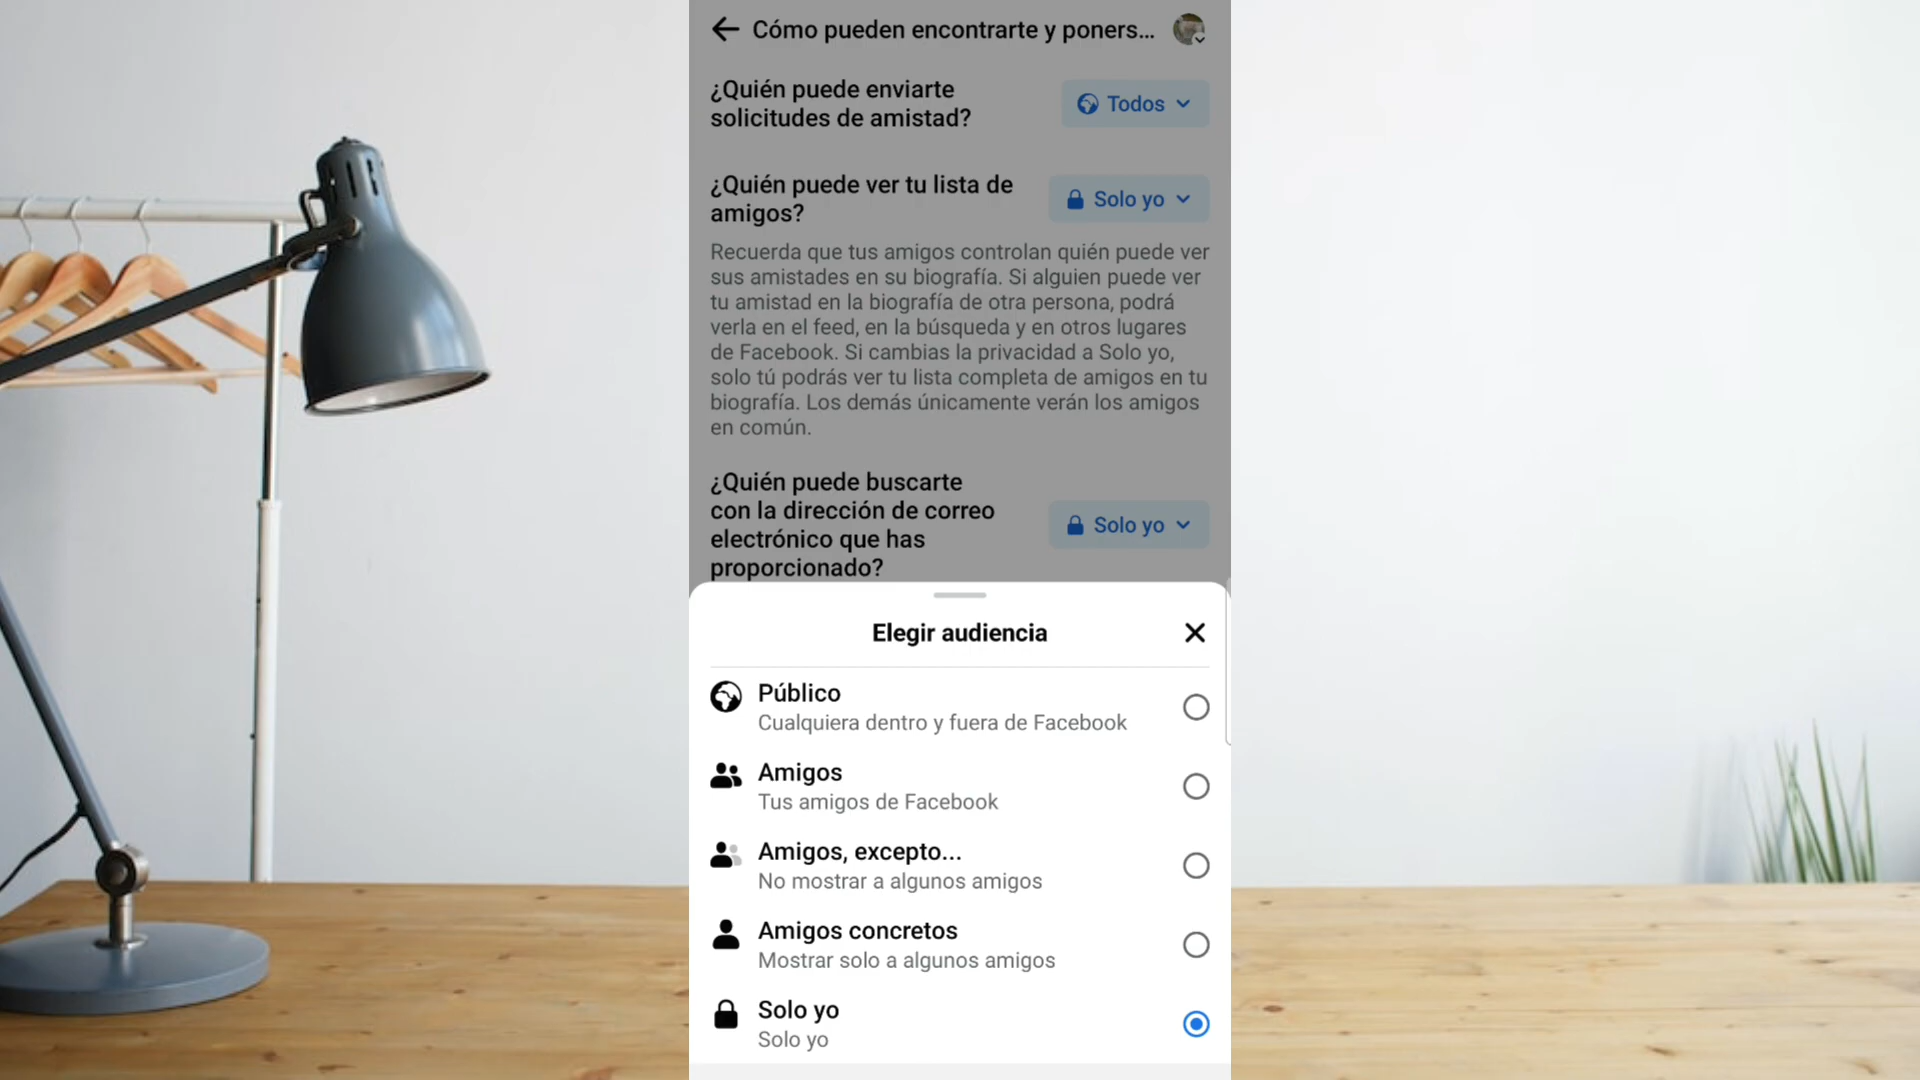 Cómo pueden encontrarte y poners...
¿Quién puede enviarte
solicitudes de amistad?
Todos
¿Quién puede ver tu lista de
amigos?
Solo yo
Recuerda que tus amigos controlan quién puede ver
sus amistades en su biografía. Si alguien puede ver
tu amistad en la biografía de otra persona, podrá
verla en el feed, en la búsqueda y en otros lugares
de Facebook. Si cambias la privacidad a Solo yo,
solo tú podrás ver tu lista completa de amigos en tu
biografía. Los demás únicamente verán los amigos
en común.
¿Quién puede buscarte
con la dirección de correo
electrónico que has
proporcionado?
Solo yo
Elegir audiencia
Público
Cualquiera dentro y fuera de Facebook
Amigos
Tus amigos de Facebook
Amigos, excepto...
No mostrar a algunos amigos
Amigos concretos
Mostrar solo a algunos amigos
Solo yo
Solo yo